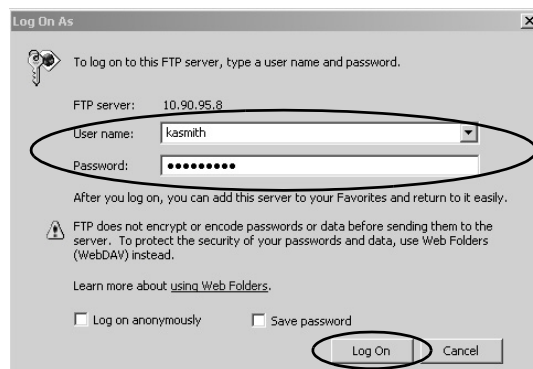 Log On As
To log on to this FTP server, type a user name and password.
FTP server: 10.90.95.8
User name: kasmith
Password: ●●●●●●●●●
After you log on, you can add this server to your Favorites and return to it easily.
FTP does not encrypt or encode passwords or data before sending them to the
server. To protect the security of your passwords and data, use Web Folders
(WebDAV) instead.
Learn more about using Web Folders.
Log on anonymously Save password
Log On Cancel